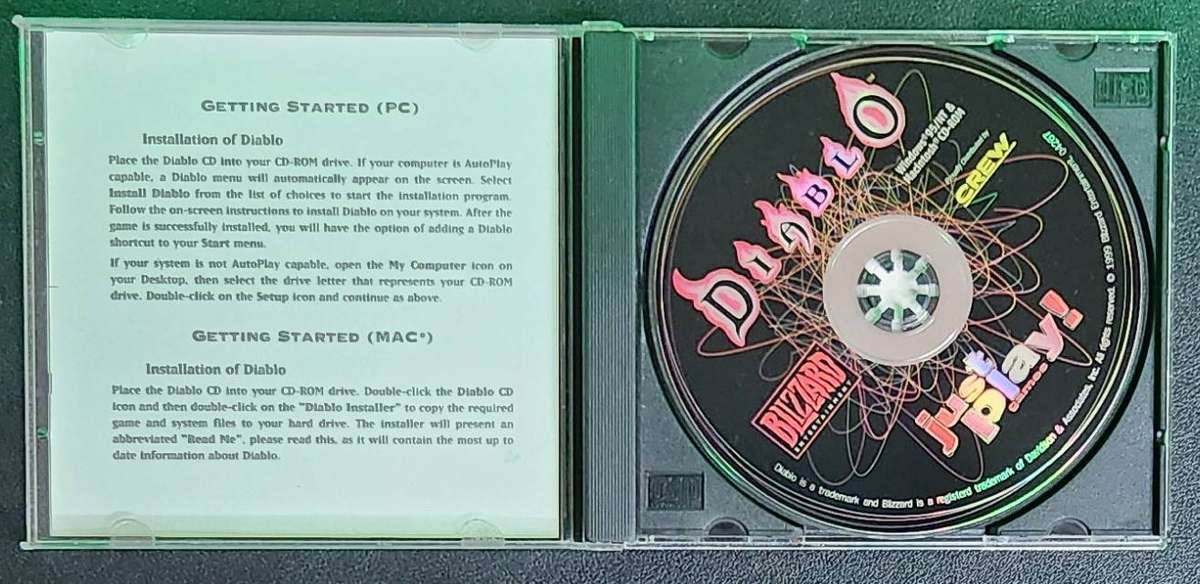 GETTING STARTED (PC)
Installation of Diablo
Place the Diablo CD into your CD-ROM drive. If your computer is AutoPlay
capable, a Diablo menu will automatically appear on the screen. Select
Install Diablo from the list of choices to start the installation program.
Follow the on-screen instructions to install Diablo on your system. After the
game is successfully installed, you will have the option of adding a Diablo
shortcut to your Start menu.
If your system is not AutoPlay capable, open the My Computer icon on
your Desktop, then select the drive letter that represents your CD-ROM
drive. Double-click on the Setup icon and continue as above.
GETTING STARTED (MAC®)
Installation of Diablo
Place the Diablo CD into your CD-ROM drive. Double-click the Diablo CD
icon and then double-click on the "Diablo Installer" to copy the required
game and system files to your hard drive. The installer will present an
abbreviated "Read Me", please read this, as it will contain the most up to
date information about Diablo.
DIABLO™
Windows® 95/NT &
Macintosh® CD-ROM
Proudly Distributed By
CREW
BLIZZARD
ENTERTAINMENT
just
play!
Games
Diablo is a trademark and Blizzard is a registerd trademark of Davidson & Associates, Inc. All rights reserved. © 1999 Blizzard Entertainment. 04287